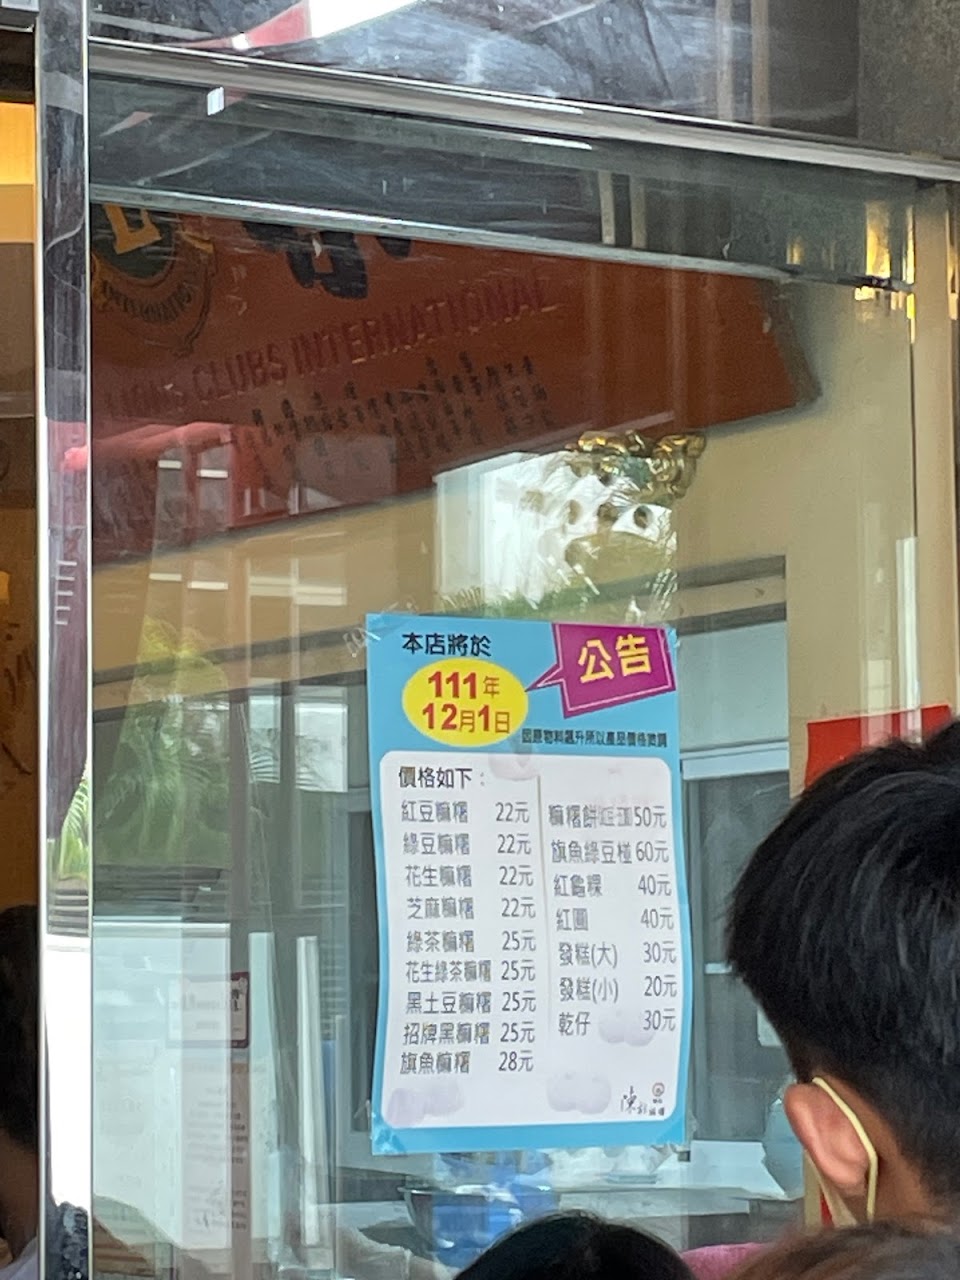 LIONS CLUBS INTERNATIONAL
本店將於
公告
111年
12月1日
因應物料飆升所以產品價格微調
價格如下：
紅豆麻糬 22元
綠豆麻糬 22元
花生麻糬 22元
芝麻麻糬 22元
綠茶麻糬 25元
花生綠茶麻糬 25元
黑土豆麻糬 25元
招牌黑麻糬 25元
旗魚麻糬 28元
麻糬餅 50元
旗魚綠豆椪 60元
紅龜粿 40元
紅圓 40元
發糕(大) 30元
發糕(小) 20元
乾仔 30元
陳